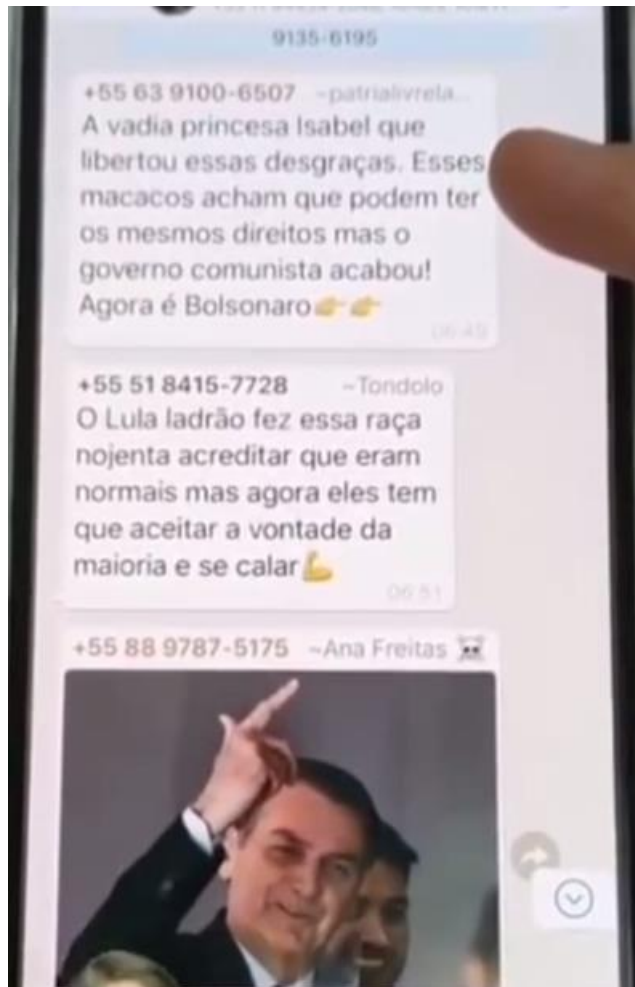 9135-6195
+55 63 9100-6507 ~patrialivrela...
A vadia princesa Isabel que
libertou essas desgraças. Esses
macacos acham que podem ter
os mesmos direitos mas o
governo comunista acabou!
Agora é Bolsonaro👉👉
06:49
+55 51 8415-7728 ~Tondolo
O Lula ladrão fez essa raça
nojenta acreditar que eram
normais mas agora eles tem
que aceitar a vontade da
maioria e se calar💪
06:51
+55 88 9787-5175 ~Ana Freitas ☠️